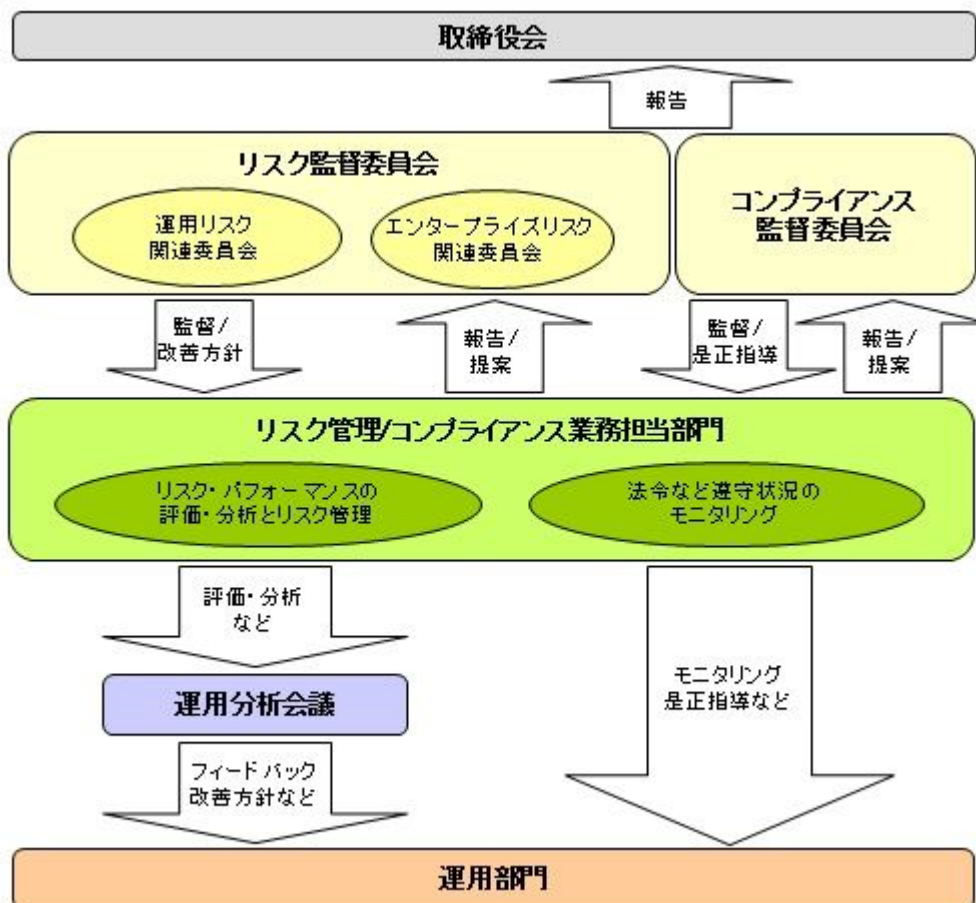 取締役会
報告
リスク監督委員会
運用リスク
関連委員会
エンタープライズリスク
関連委員会
コンプライアンス
監督委員会
監督/
改善方針
報告/
提案
監督/
是正指導
報告/
提案
リスク管理/コンプライアンス業務担当部門
リスク・パフォーマンスの
評価・分析とリスク管理
法令など遵守状況の
モニタリング
評価・分析
など
運用分析会議
モニタリング
是正指導など
フィードバック
改善方針など
運用部門